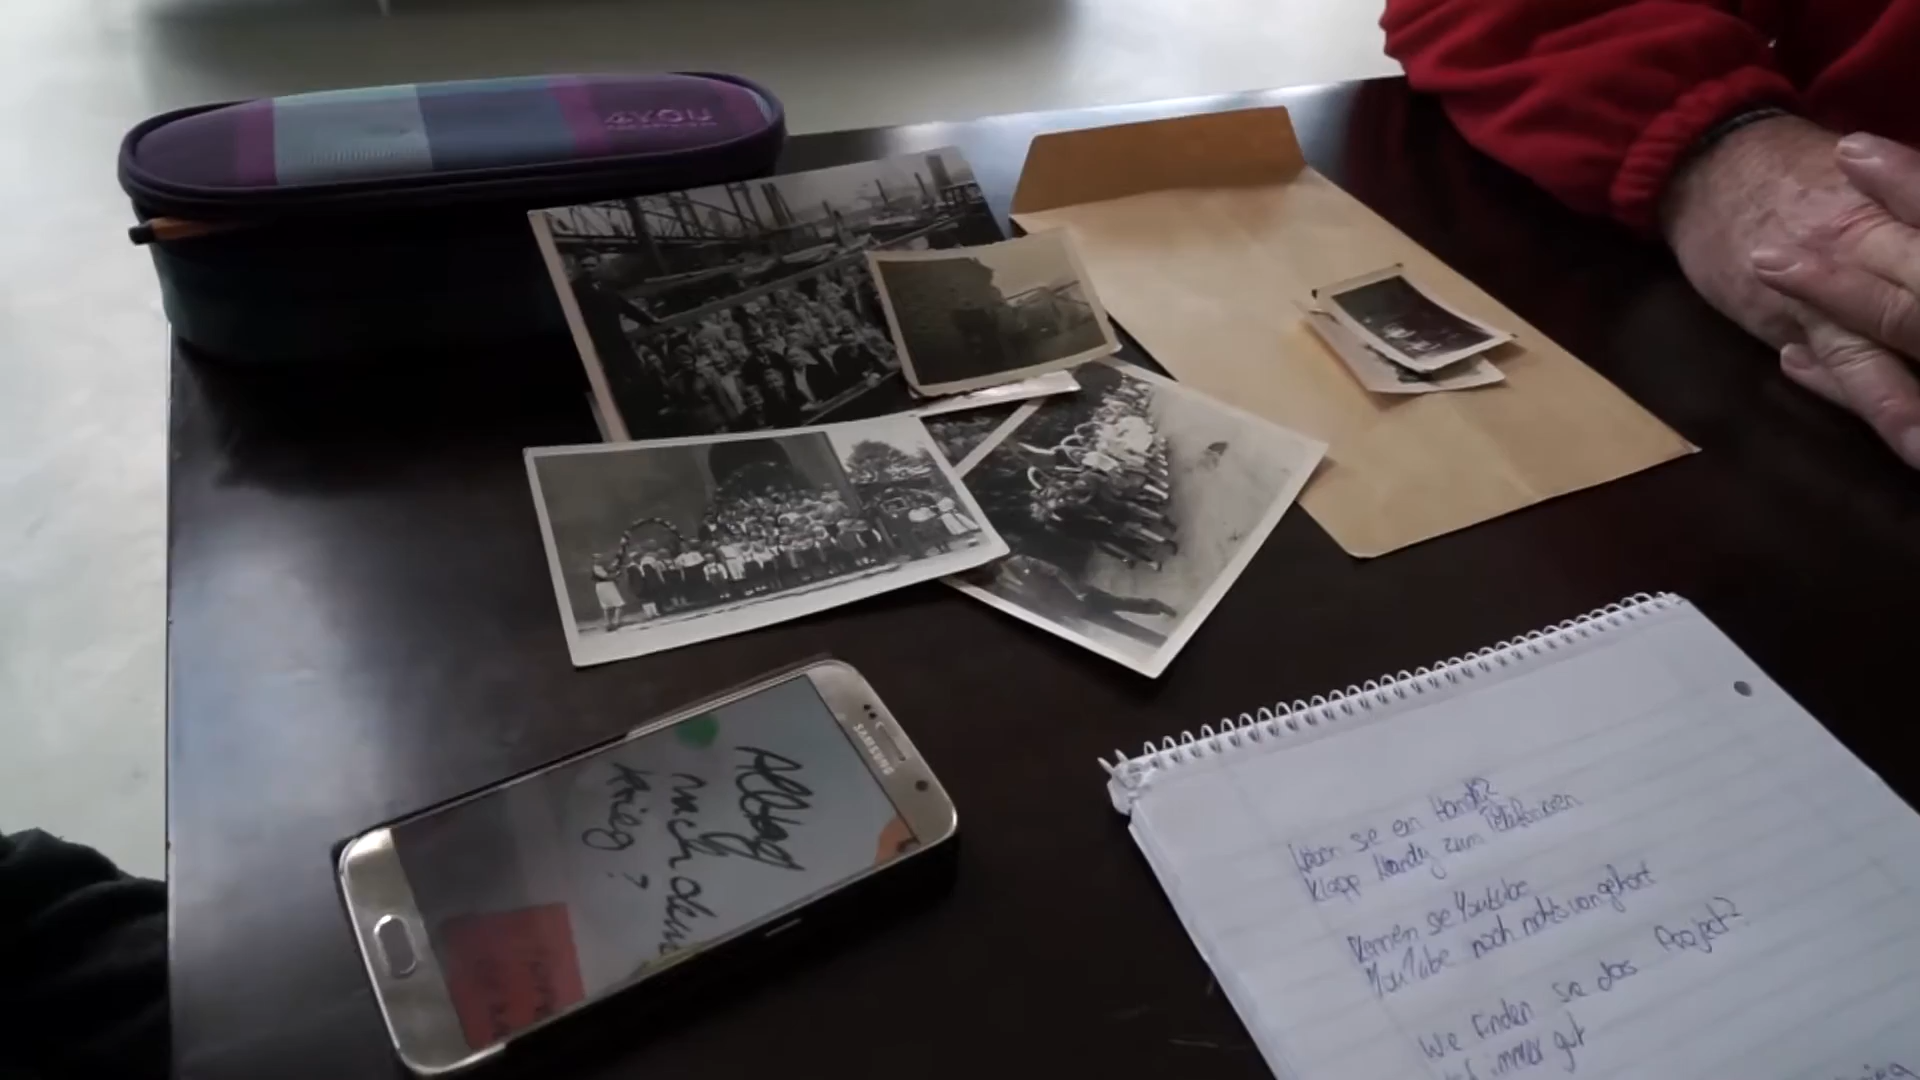 4YOU
SAMSUNG
Alltag
nach dem
Krieg?
Haben sie ein Handy?
Klapp Handy zum Telefonieren
Kennen sie Youtube
YouTube noch nichts von gehört
Wie finden sie das Project?
immer gut